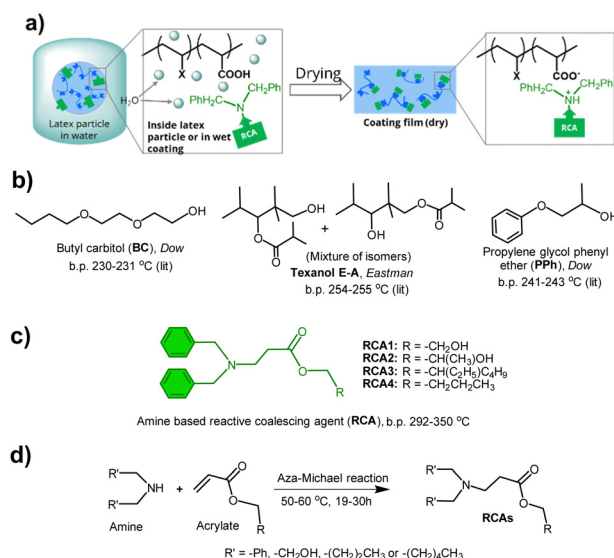 a)
X
COOH
PhH₂C
CH₂Ph
N
RCA
H₂O
Latex particle
in water
Inside latex
particle or in wet
coating
Drying
Coating film (dry)
X
COO⁻
PhH₂C
CH₂Ph
NH
+
RCA
b)
O
O
OH
Butyl carbitol (BC), Dow
b.p. 230-231 °C (lit)
OH
O
O
+
OH
O
O
(Mixture of isomers)
Texanol E-A, Eastman
b.p. 254-255 °C (lit)
O
OH
Propylene glycol phenyl
ether (PPh), Dow
b.p. 241-243 °C (lit)
c)
N
O
O
R
RCA1: R = -CH₂OH
RCA2: R = -CH(CH₃)OH
RCA3: R = -CH(C₂H₅)C₄H₉
RCA4: R = -CH₂CH₂CH₃
Amine based reactive coalescing agent (RCA), b.p. 292-350 °C
d)
R'
NH
R'
Amine
+
O
O
R
Acrylate
Aza-Michael reaction
50-60 °C, 19-30h
R'
N
R'
O
O
R
RCAs
R' = -Ph, -CH₂OH, -(CH₂)₂CH₃ or -(CH₂)₄CH₃